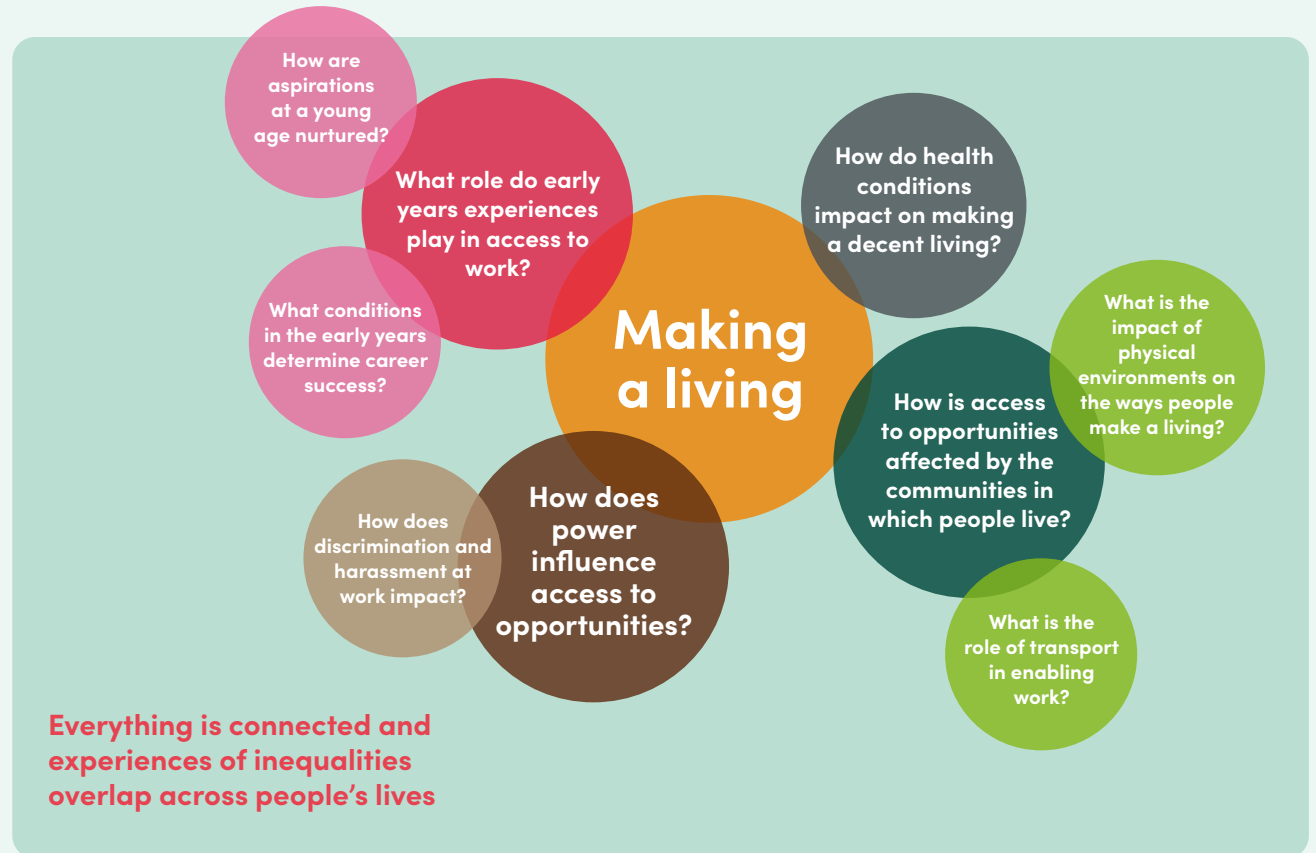 How are
aspirations
at a young
age nurtured?
What role do early
years experiences
play in access to
work?
What conditions
in the early years
determine career
success?
Making
a living
How do health
conditions
impact on making
a decent living?
What is the
impact of
physical
environments on
the ways people
make a living?
How is access
to opportunities
affected by the
communities in
which people live?
What is the
role of transport
in enabling
work?
How does
power
influence
access to
opportunities?
How does
discrimination and
harassment at
work impact?
Everything is connected and
experiences of inequalities
overlap across people’s lives